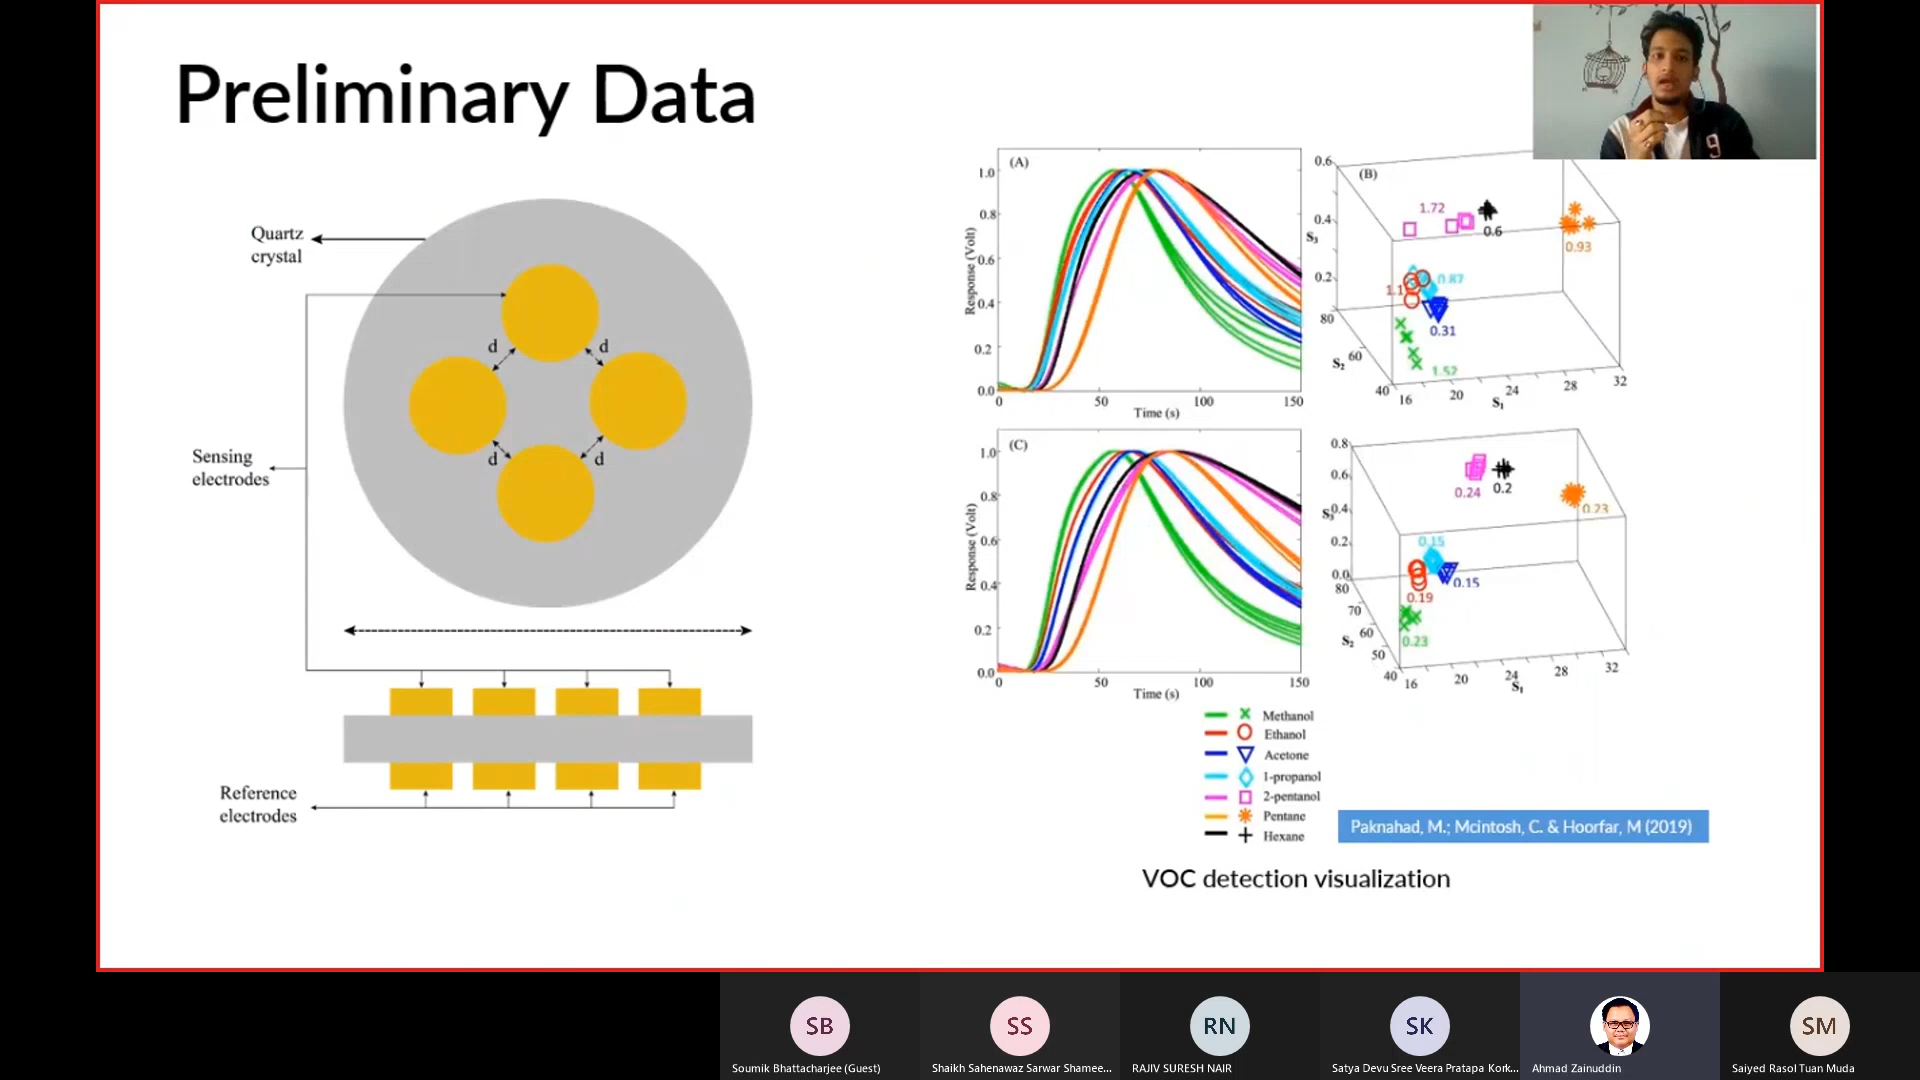 Preliminary Data
Quartz
crystal
d
d
d
d
Sensing
electrodes
Reference
electrodes
(A)
1.0
0.8
0.6
0.4
0.2
0.0
Response (Volt)
0
50
100
150
Time (s)
(B)
0.6
0.4
0.2
S3
80
60
40
S2
16
20
24
28
32
S1
1.72
0.6
0.93
0.87
1.1
0.31
1.52
(C)
1.0
0.8
0.6
0.4
0.2
0.0
Response (Volt)
0
50
100
150
Time (s)
0.8
0.6
0.4
0.2
0.0
80
70
60
50
40
S2
16
20
24
28
32
S1
0.24
0.2
0.23
0.15
0.15
0.19
0.23
Methanol
Ethanol
Acetone
1-propanol
2-pentanol
Pentane
Hexane
Paknahad, M.; Mcintosh, C. & Hoorfar, M (2019)
VOC detection visualization
9
SB
Soumik Bhattacharjee (Guest)
SS
Shaikh Sahenawaz Sarwar Shamee...
RN
RAJIV SURESH NAIR
SK
Satya Devu Sree Veera Pratapa Kork...
Ahmad Zainuddin
SM
Saiyed Rasol Tuan Muda